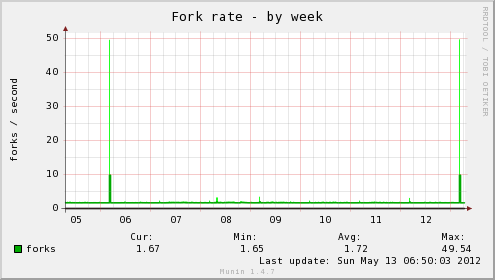 Fork rate - by week
RRDTOOL / TOBI OETIKER
forks / second
50
40
30
20
10
0
05 06 07 08 09 10 11 12
Cur: Min: Avg: Max:
forks 1.67 1.65 1.72 49.54
Last update: Sun May 13 06:50:03 2012
Munin 1.4.7